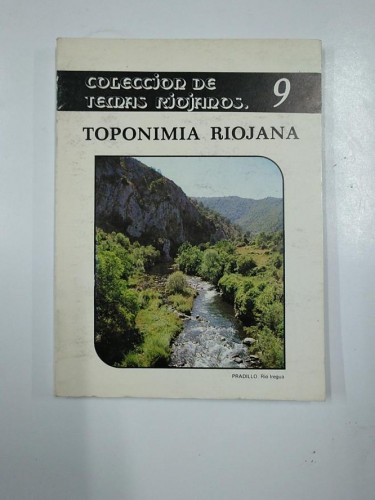 COLECCION DE
TEMAS RIOJANOS. 9
TOPONIMIA RIOJANA
PRADILLO. Río Iregua